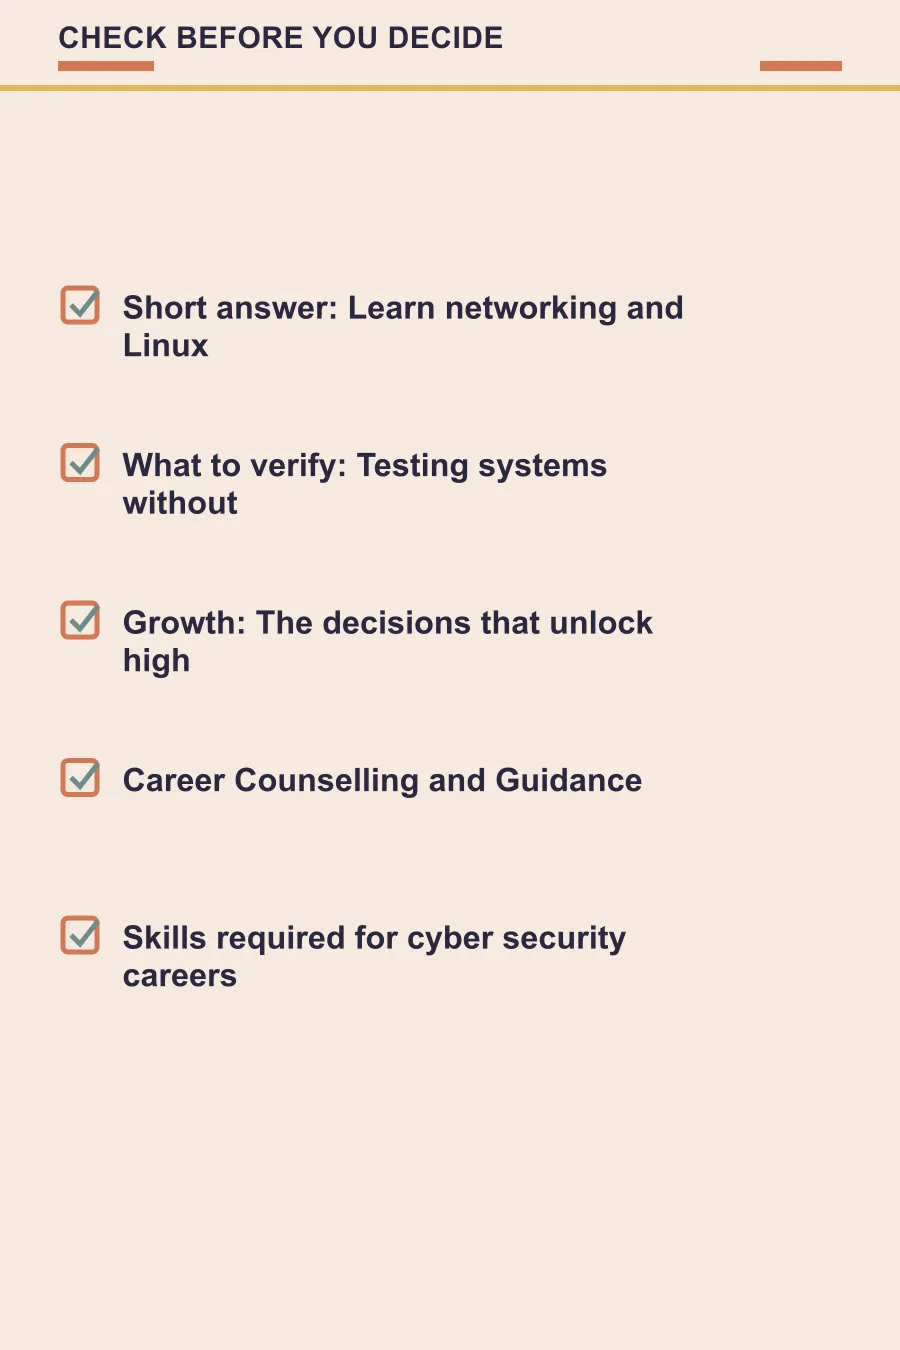 CHECK BEFORE YOU DECIDE
Short answer: Learn networking and
Linux
What to verify: Testing systems
without
Growth: The decisions that unlock
high
Career Counselling and Guidance
Skills required for cyber security
careers